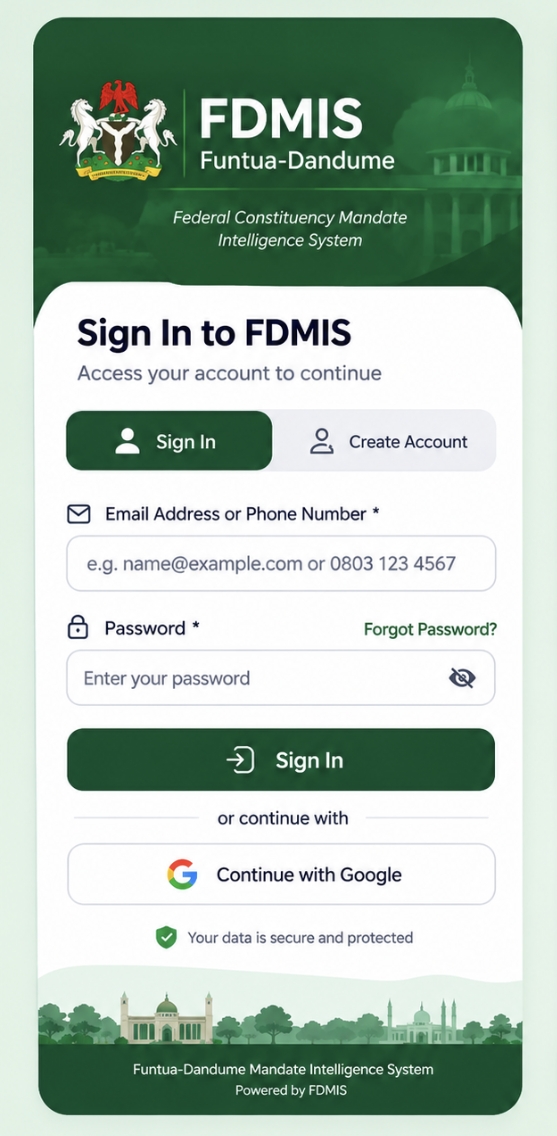 FDMIS
Funtua-Dandume
Federal Constituency Mandate
Intelligence System
Sign In to FDMIS
Access your account to continue
Sign In
Create Account
Email Address or Phone Number *
e.g. name@example.com or 0803 123 4567
Password *
Forgot Password?
Enter your password
Sign In
or continue with
Continue with Google
Your data is secure and protected
Funtua-Dandume Mandate Intelligence System
Powered by FDMIS